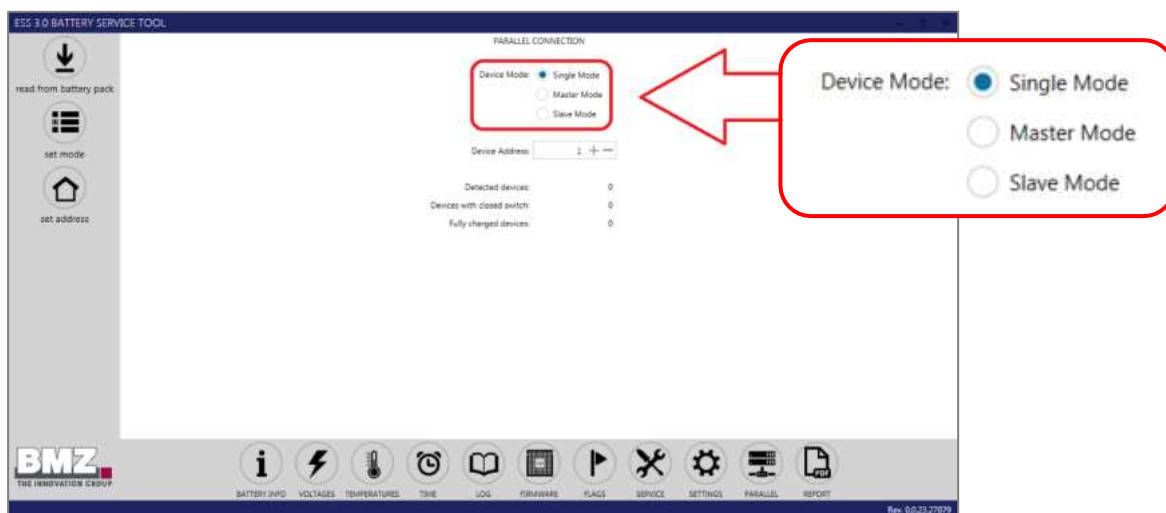 ESS 3.0 BATTERY SERVICE TOOL
PARALLEL CONNECTION
read from battery pack
set mode
set address
Device Mode: Single Mode
Master Mode
Slave Mode
Device Address: 1 + −
Detected devices: 0
Devices with closed switch: 0
Fully charged devices: 0
Device Mode: Single Mode
Master Mode
Slave Mode
BMZ
THE INNOVATION GROUP
BATTERY INFO VOLTAGES TEMPERATURES TIME LOG FIRMWARE FLAGS SERVICE SETTINGS PARALLEL REPORT
PDF
Rev. 0.0.23.27079